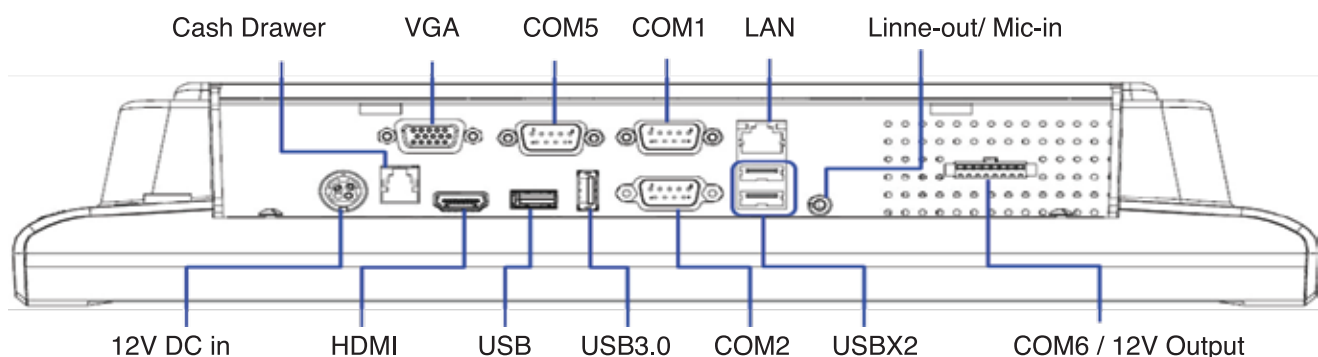 Cash Drawer VGA COM5 COM1 LAN Linne-out/ Mic-in
12V DC in HDMI USB USB3.0 COM2 USBX2 COM6 / 12V Output